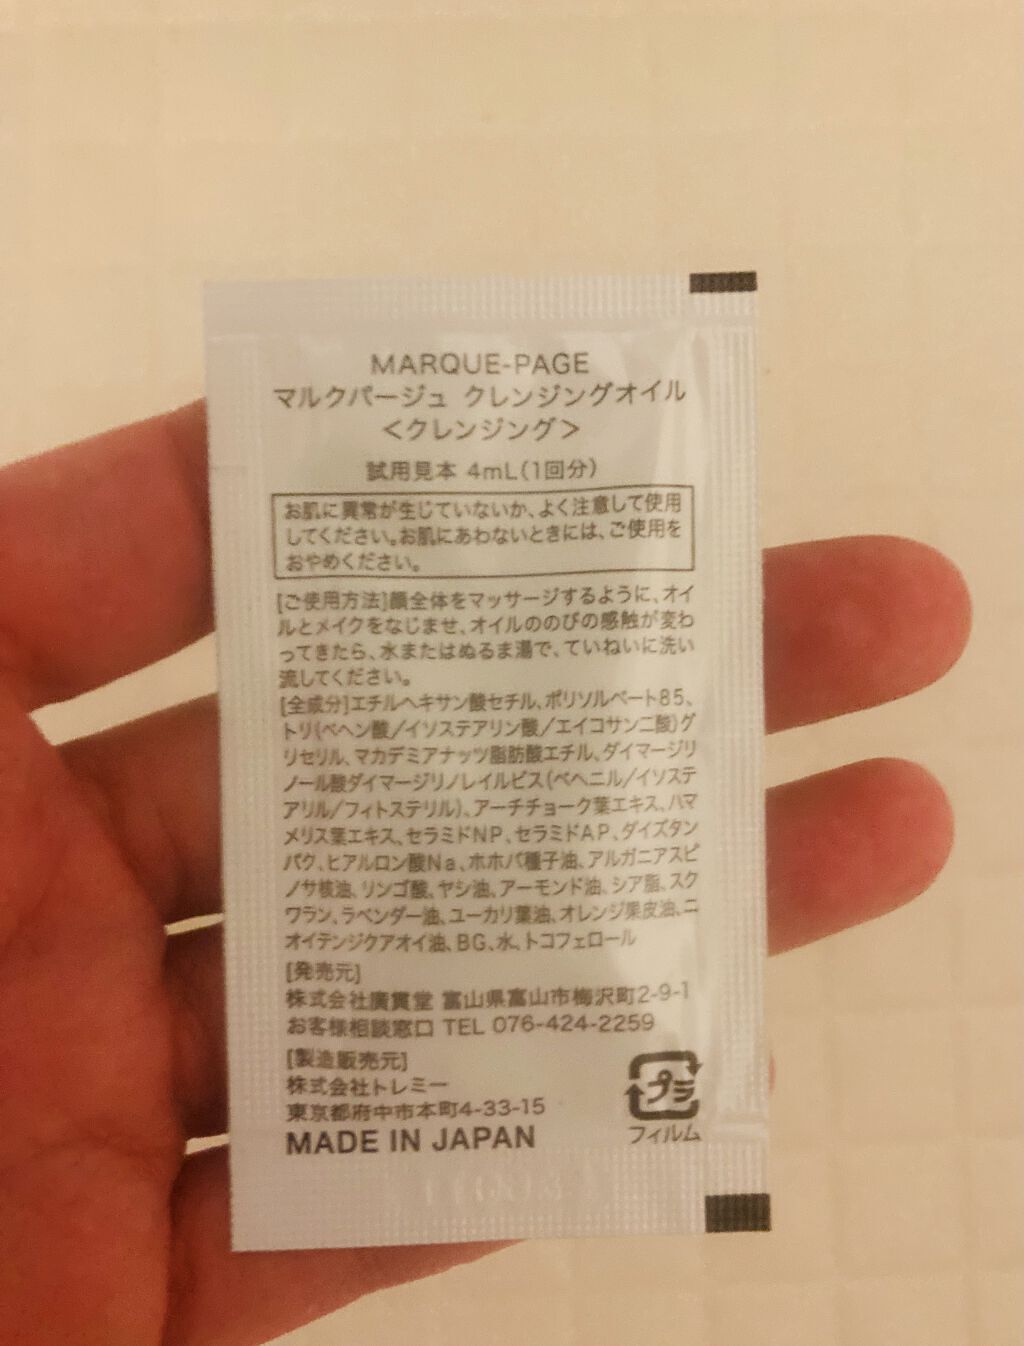 MARQUE-PAGE
マルクパージュ クレンジングオイル
<クレンジング>
試用見本 4mL(1回分)
お肌に異常が生じていないか、よく注意して使用
してください。お肌にあわないときには、ご使用を
おやめください。
[ご使用方法]顔全体をマッサージするように、オイ
ルとメイクをなじませ、オイルののびの感触が変わ
ってきたら、水またはぬるま湯で、ていねいに洗い
流してください。
[全成分]エチルヘキサン酸セチル、ポリソルベート85、
トリ(ベヘン酸/イソステアリン酸/エイコサン二酸)グ
リセリル、マカデミアナッツ脂肪酸エチル、ダイマージリ
ノール酸ダイマージリノレイルビス(ベヘニル/イソステ
アリル/フィトステリル)、アーチチョーク葉エキス、ハマ
メリス葉エキス、セラミドNP、セラミドAP、ダイズタン
パク、ヒアルロン酸Na、ホホバ種子油、アルガニアスピ
ノサ核油、リンゴ酸、ヤシ油、アーモンド油、シア脂、スク
ワラン、ラベンダー油、ユーカリ葉油、オレンジ果皮油、ニ
オイテンジクアオイ油、BG、水、トコフェロール
[発売元]
株式会社廣貫堂 富山県富山市梅沢町2-9-1
お客様相談窓口 TEL 076-424-2259
[製造販売元]
株式会社トレミー
東京都府中市本町4-33-15
MADE IN JAPAN
プラ
フィルム